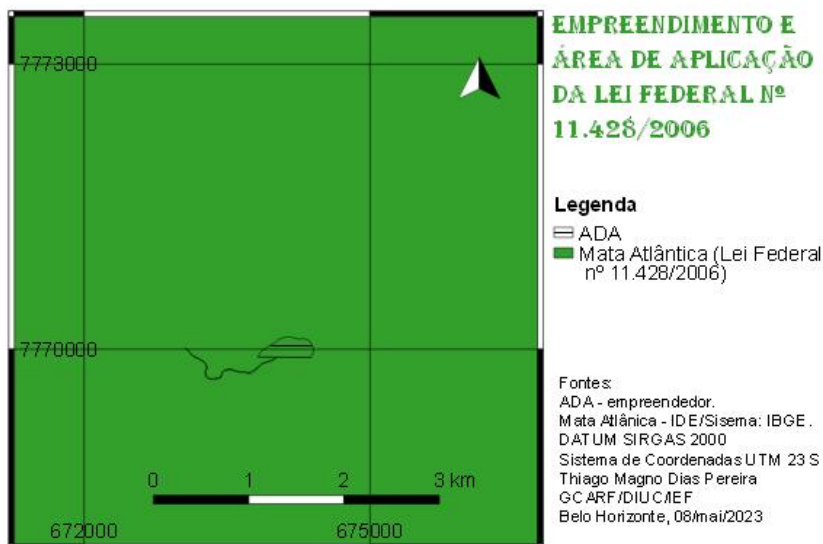 EMPREENDIMENTO E
ÁREA DE APLICAÇÃO
DA LEI FEDERAL Nº
11.428/2006
7773000
7770000
0 1 2 3 km
672000 675000
Legenda
ADA
Mata Atlântica (Lei Federal
nº 11.428/2006)
Fontes:
ADA - empreendedor.
Mata Atlânica - IDE/Sisema: IBGE.
DATUM SIRGAS 2000
Sistema de Coordenadas UTM 23 S
Thiago Magno Dias Pereira
GCARF/DIUC/IEF
Belo Horizonte, 08/mai/2023